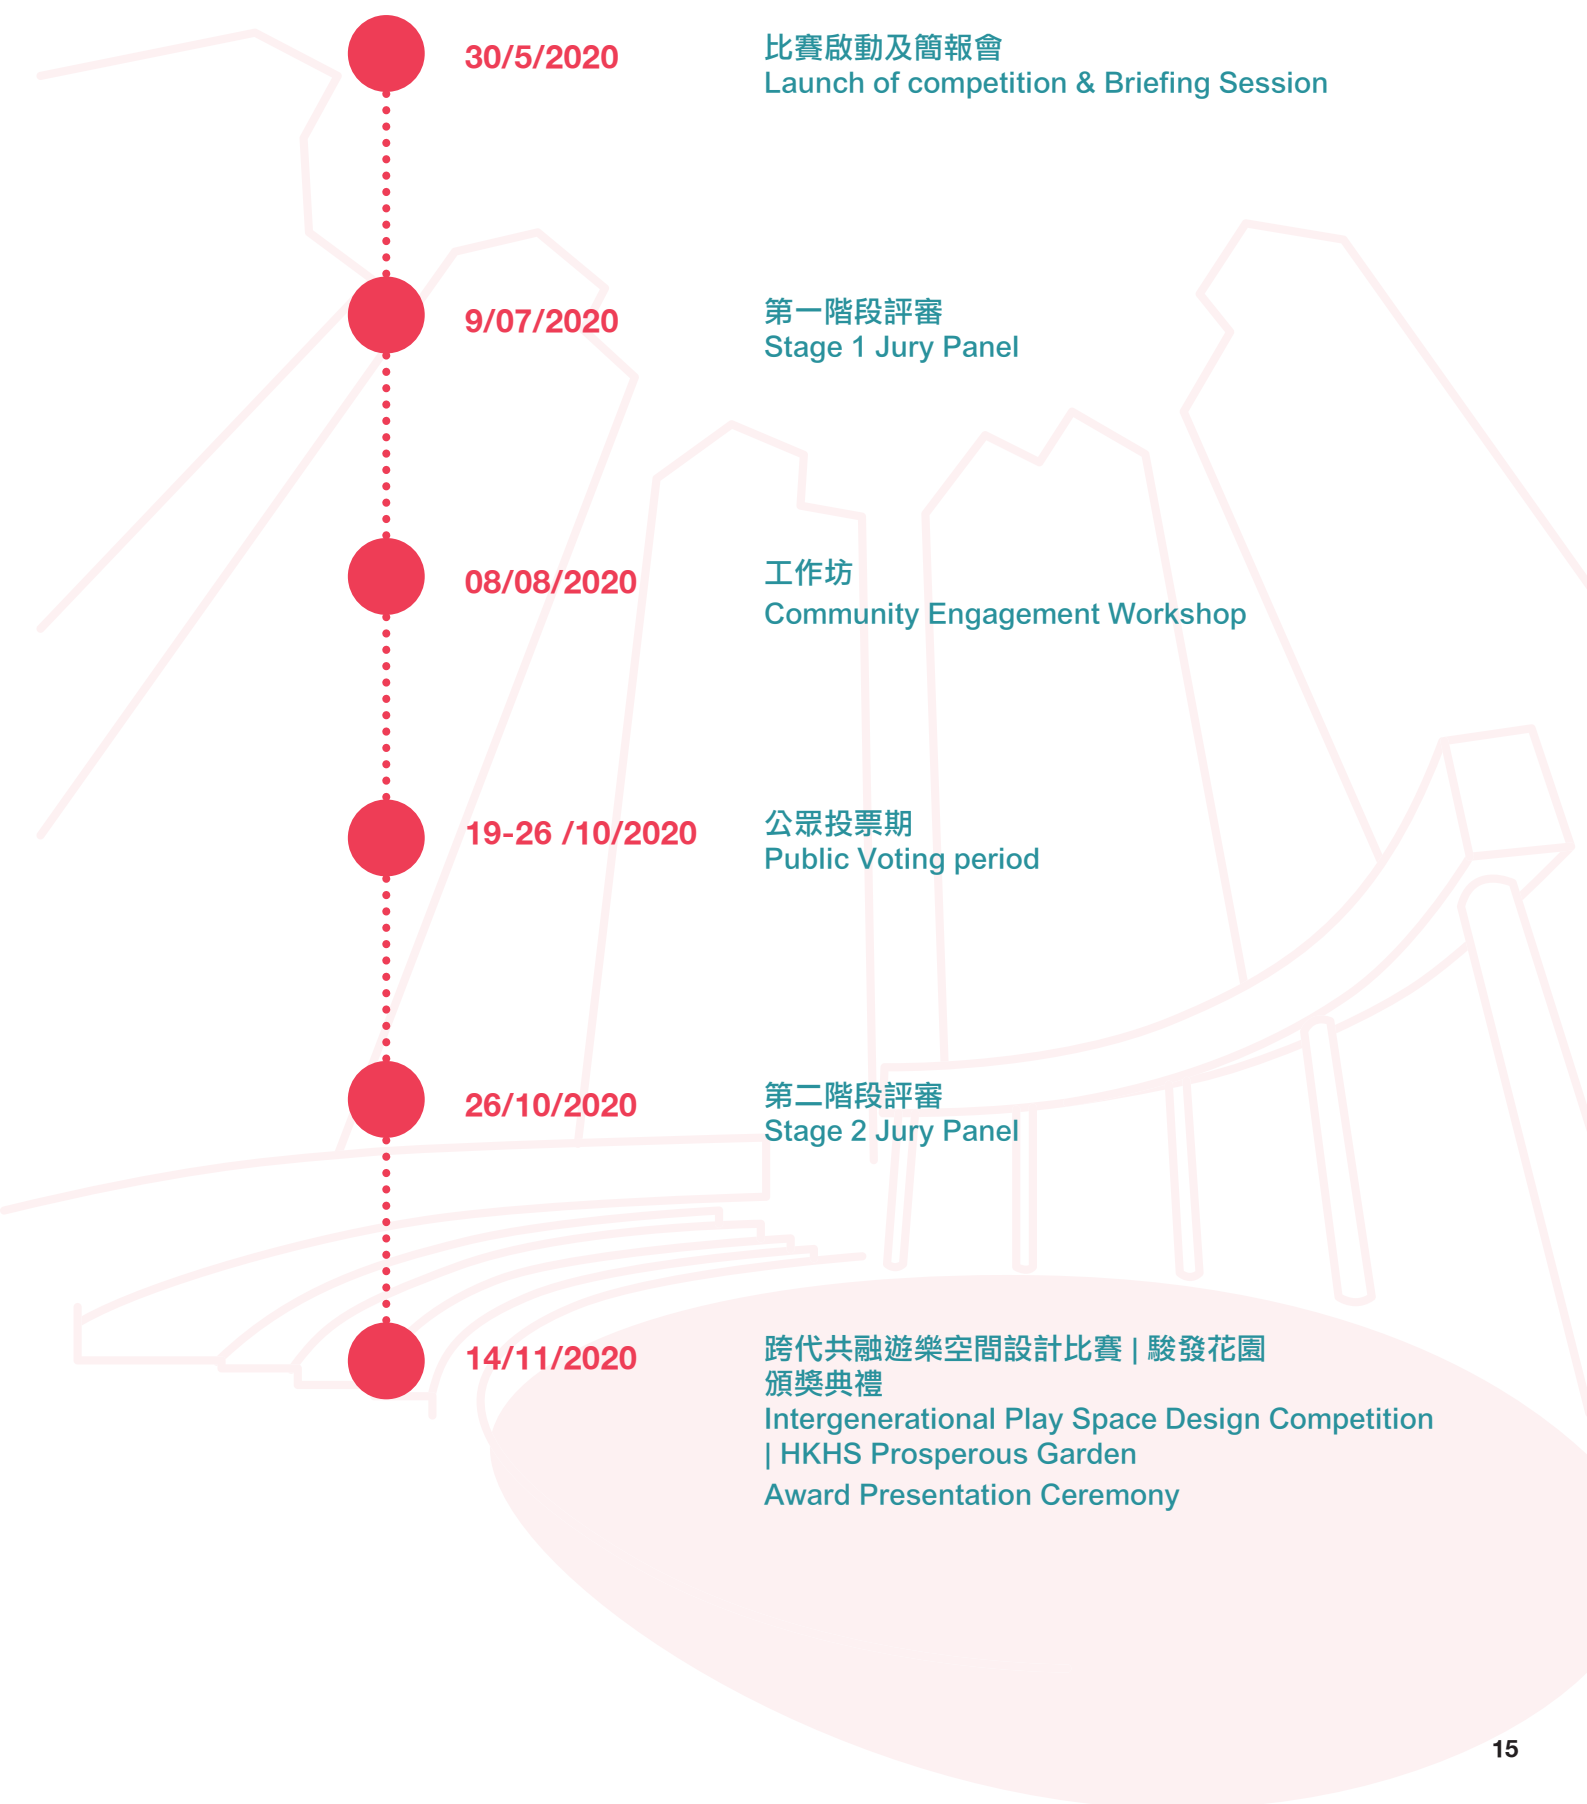 30/5/2020
比賽啟動及簡報會
Launch of competition & Briefing Session
9/07/2020
第一階段評審
Stage 1 Jury Panel
08/08/2020
工作坊
Community Engagement Workshop
19-26 /10/2020
公眾投票期
Public Voting period
26/10/2020
第二階段評審
Stage 2 Jury Panel
14/11/2020
跨代共融遊樂空間設計比賽 | 駿發花園
頒獎典禮
Intergenerational Play Space Design Competition
| HKHS Prosperous Garden
Award Presentation Ceremony
15